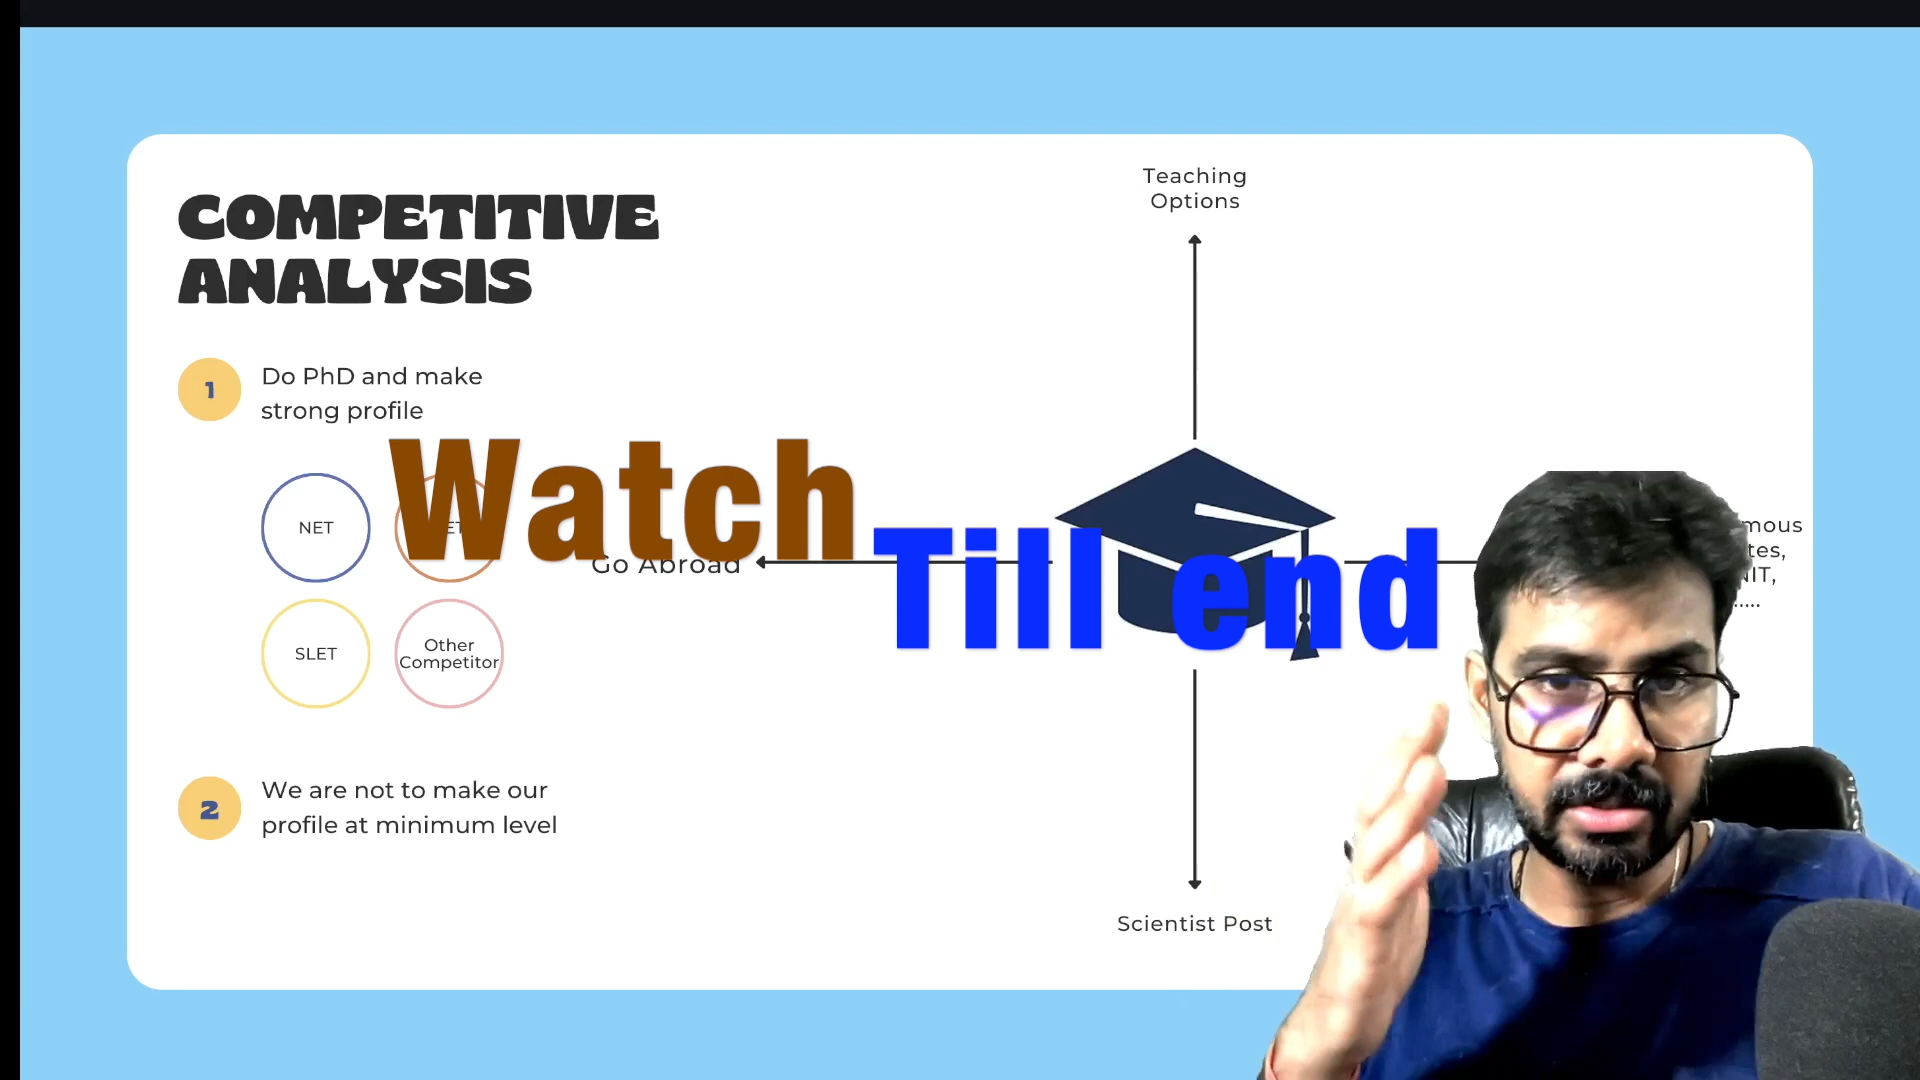 COMPETITIVE
ANALYSIS
1
Do PhD and make
strong profile
NET
SLET
Other
Competitor
2
We are not to make our
profile at minimum level
Watch
Till end
Teaching
Options
Go Abroad
Scientist Post